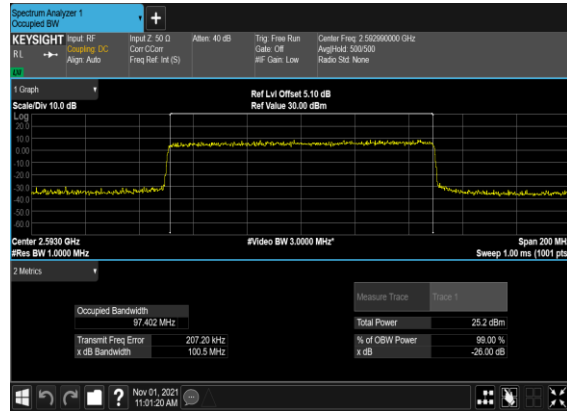 Spectrum Analyzer 1
Occupied BW
+
KEYSIGHT Input: RF Input Z: 50 Ω Atten: 40 dB Trig: Free Run Center Freq: 2.592990000 GHz
RL Coupling: DC Corr CCorr Gate: Off Avg|Hold: 500/500
Align: Auto Freq Ref: Int (S) #IF Gain: Low Radio Std: None
1 Graph
Ref Lvl Offset 5.10 dB
Scale/Div 10.0 dB Ref Value 30.00 dBm
Log
20.0
10.0
0.00
-10.0
-20.0
-30.0
-40.0
-50.0
-60.0
Center 2.5930 GHz #Video BW 3.0000 MHz* Span 200 MH
#Res BW 1.0000 MHz Sweep 1.00 ms (1001 pts
2 Metrics
Measure Trace Trace 1
Occupied Bandwidth
97.402 MHz Total Power 25.2 dBm
Transmit Freq Error 207.20 kHz % of OBW Power 99.00 %
x dB Bandwidth 100.5 MHz x dB -26.00 dB
? Nov 01, 2021
11:01:20 AM